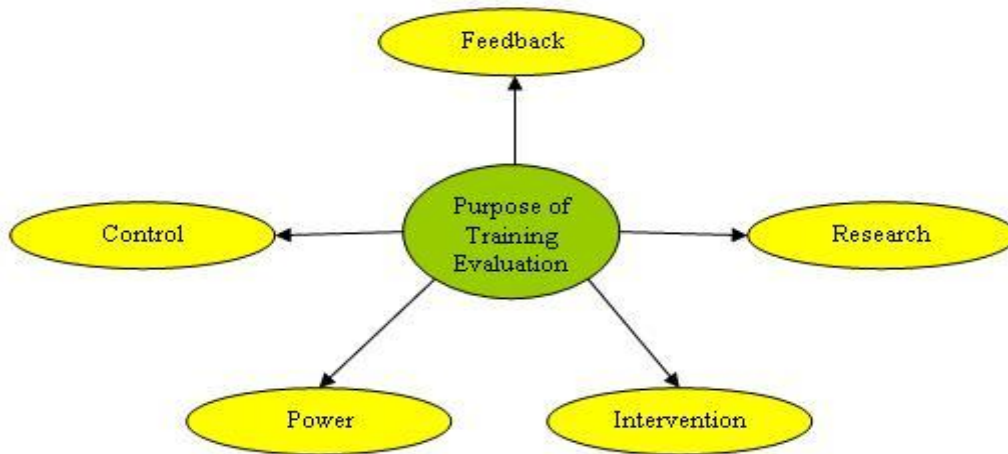 Feedback
Purpose of
Training
Evaluation
Control
Research
Power
Intervention